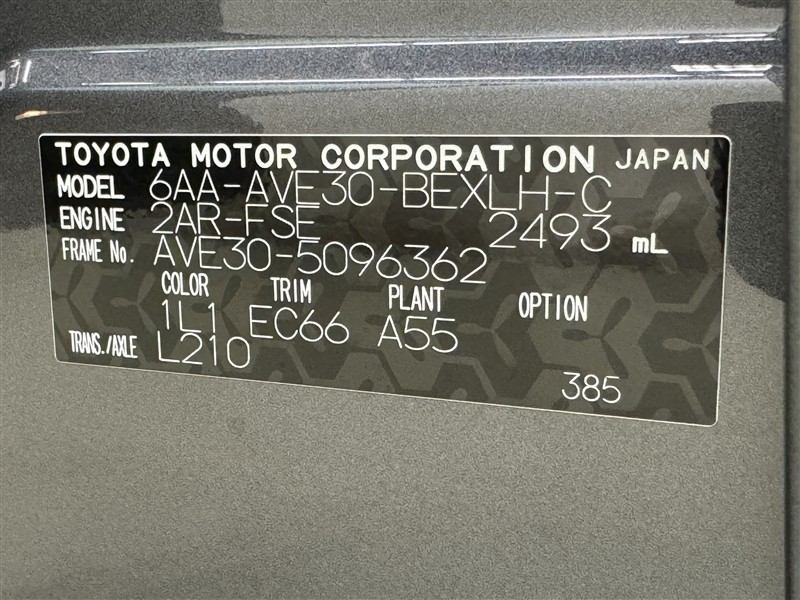 TOYOTA MOTOR CORPORATION JAPAN
MODEL 6AA-AVE30-BEXLH-C
ENGINE 2AR-FSE 2493 mL
FRAME No. AVE30-5096362
COLOR TRIM PLANT OPTION
1L1 EC66 A55
TRANS./AXLE L210
385